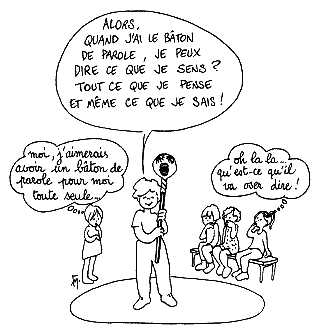 ALORS,
QUAND J'AI LE BÂTON
DE PAROLE, JE PEUX
DIRE CE QUE JE SENS ?
TOUT CE QUE JE PENSE
ET MÊME CE QUE JE SAIS !
moi, j'aimerais
avoir un bâton de
parole pour moi
toute seule...
oh la la...
qu'est-ce qu'il
va oser dire !